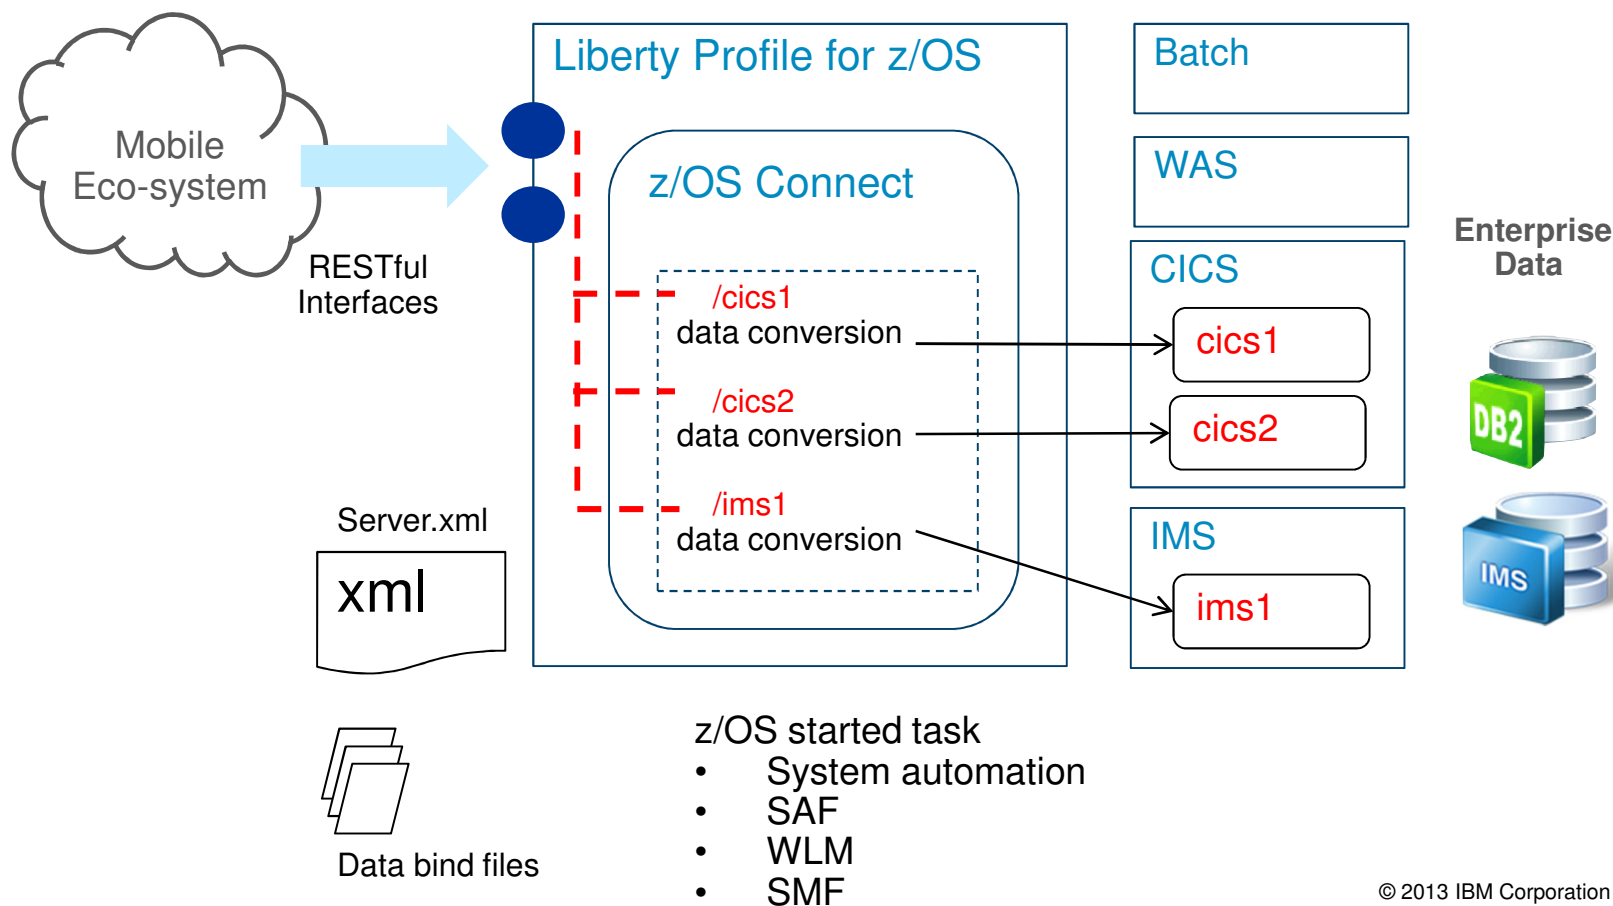 Liberty Profile for z/OS
Batch
Mobile
Eco-system
z/OS Connect
WAS
RESTful
Interfaces
CICS
Enterprise
Data
/cics1
data conversion
cics1
/cics2
data conversion
cics2
DB2
/ims1
data conversion
IMS
ims1
IMS
Server.xml
xml
Data bind files
z/OS started task
• System automation
• SAF
• WLM
• SMF
© 2013 IBM Corporation